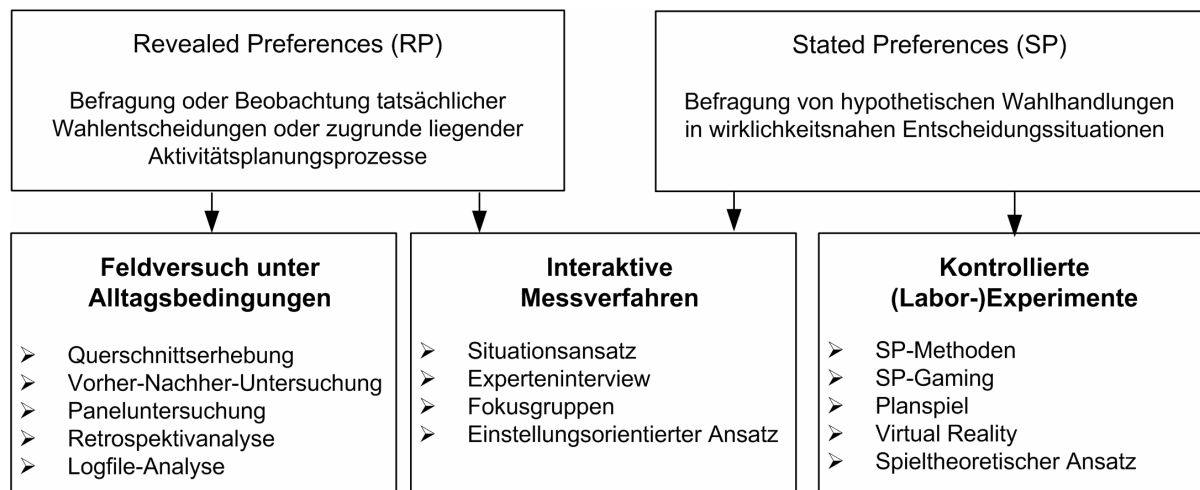 Revealed Preferences (RP)
Befragung oder Beobachtung tatsächlicher
Wahlentscheidungen oder zugrunde liegender
Aktivitätsplanungsprozesse
Stated Preferences (SP)
Befragung von hypothetischen Wahlhandlungen
in wirklichkeitsnahen Entscheidungssituationen
Feldversuch unter
Alltagsbedingungen
➢ Querschnittserhebung
➢ Vorher-Nachher-Untersuchung
➢ Paneluntersuchung
➢ Retrospektivanalyse
➢ Logfile-Analyse
Interaktive
Messverfahren
➢ Situationsansatz
➢ Experteninterview
➢ Fokusgruppen
➢ Einstellungsorientierter Ansatz
Kontrollierte
(Labor-)Experimente
➢ SP-Methoden
➢ SP-Gaming
➢ Planspiel
➢ Virtual Reality
➢ Spieltheoretischer Ansatz